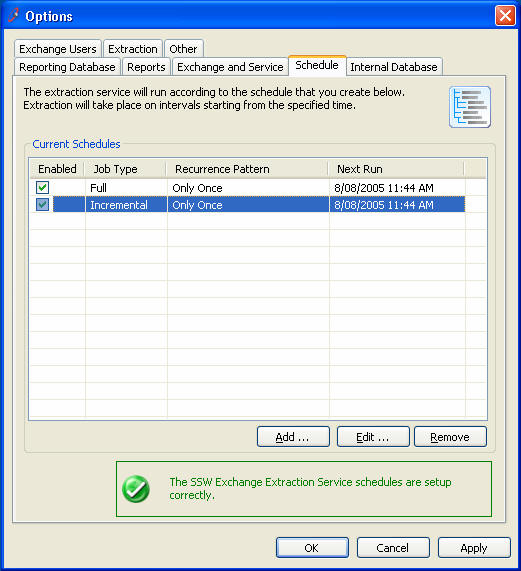 Options
Exchange Users Extraction Other
Reporting Database Reports Exchange and Service Schedule Internal Database
The extraction service will run according to the schedule that you create below.
Extraction will take place on intervals starting from the specified time.
Current Schedules
Enabled Job Type Recurrence Pattern Next Run
Full Only Once 8/08/2005 11:44 AM
Incremental Only Once 8/08/2005 11:44 AM
Add ... Edit ... Remove
The SSW Exchange Extraction Service schedules are setup
correctly.
OK Cancel Apply